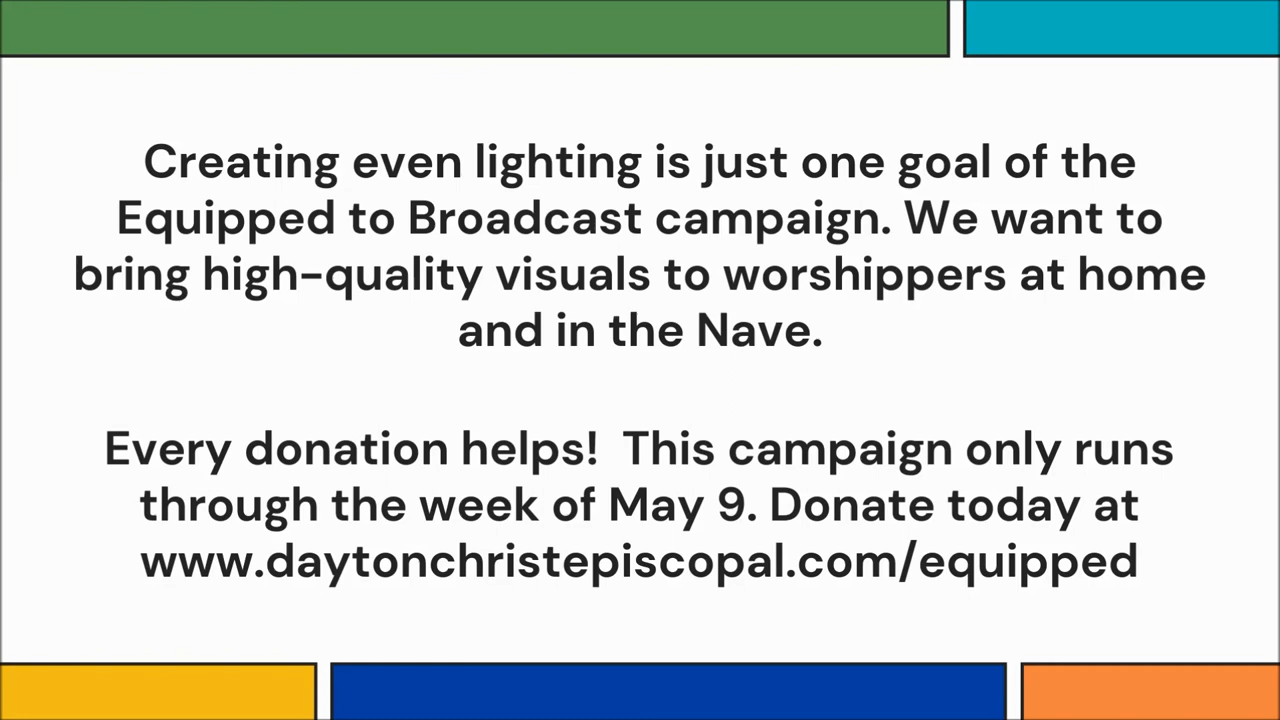 Creating even lighting is just one goal of the
Equipped to Broadcast campaign. We want to
bring high-quality visuals to worshippers at home
and in the Nave.
Every donation helps!  This campaign only runs
through the week of May 9. Donate today at
www.daytonchristepiscopal.com/equipped